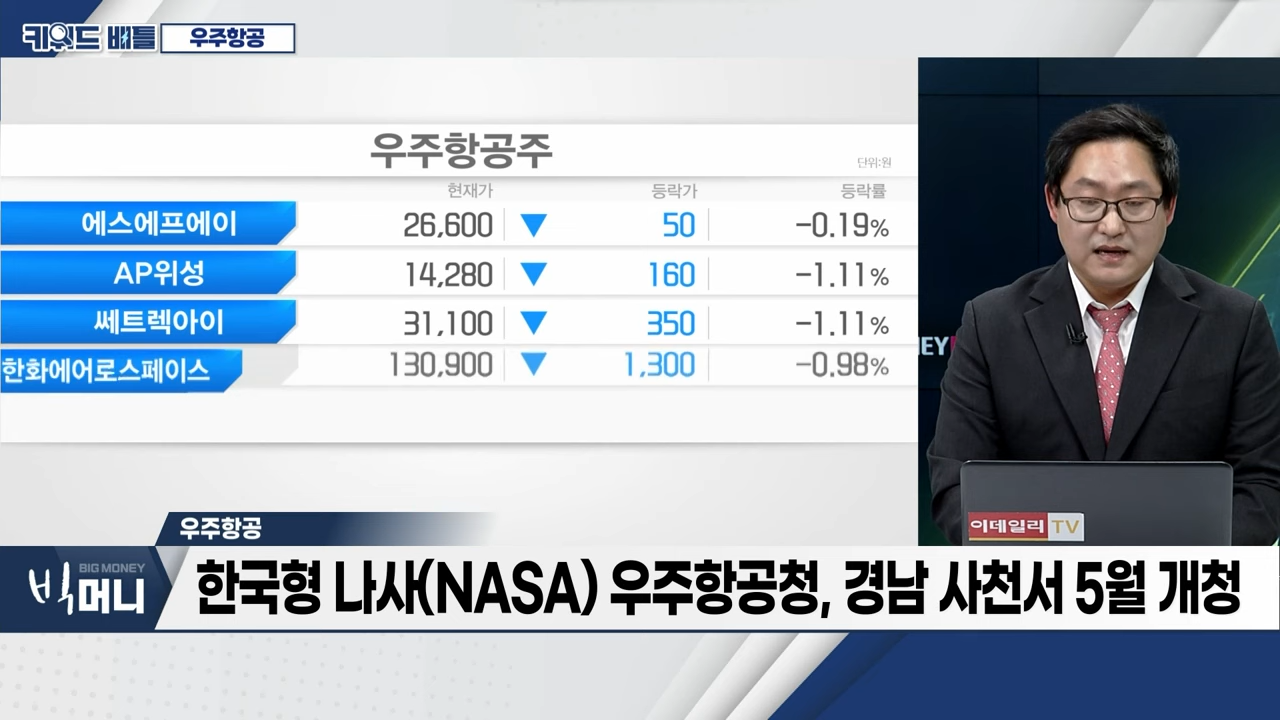 키워드 배틀 우주항공
우주항공주
단위:원
현재가 등락가 등락률
에스에프에이 26,600 ▼ 50 -0.19%
AP위성 14,280 ▼ 160 -1.11%
쎄트렉아이 31,100 ▼ 350 -1.11%
한화에어로스페이스 130,900 ▼ 1,300 -0.98%
이데일리 TV
우주항공
BIG MONEY
빅머니
한국형 나사(NASA) 우주항공청, 경남 사천서 5월 개청